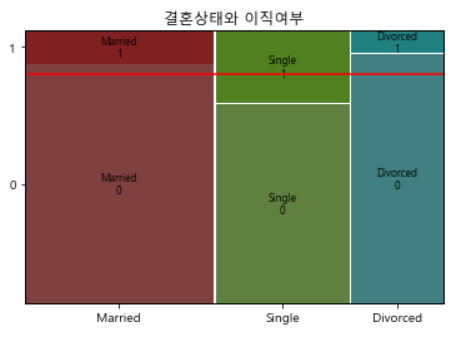 결혼상태와 이직여부
1
0
Married
1
Single
1
Divorced
1
Married
0
Single
0
Divorced
0
Married
Single
Divorced